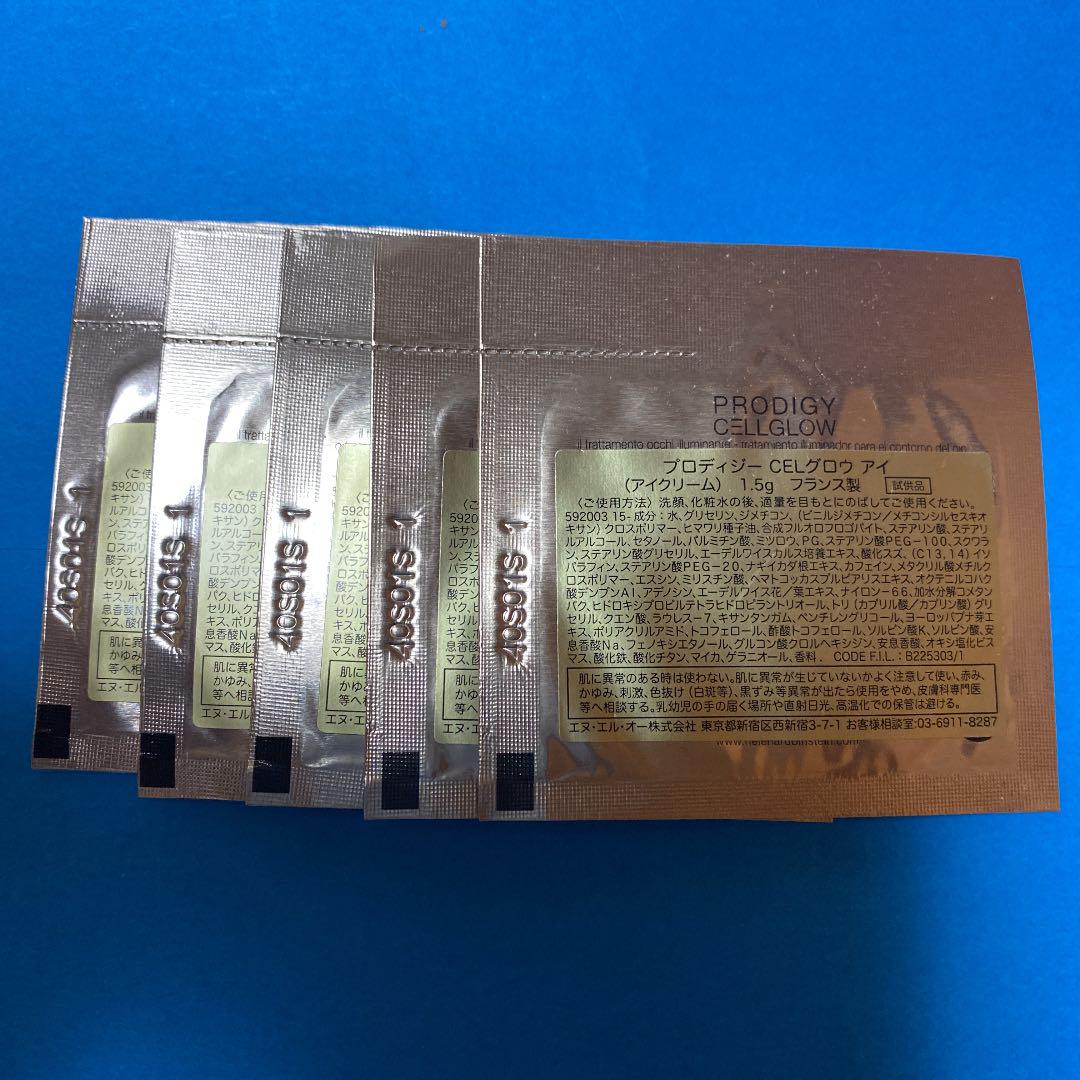 PRODIGY
CELLGLOW
il trattamento occhi illuminante - tratamiento iluminador para el contorno del
プロディジー CELグロウ アイ
(アイクリーム) 1.5g フランス製 試供品
〈ご使用方法〉洗顔、化粧水の後、適量を目もとにのばしてご使用ください。
592003 15- 成分:水、グリセリン、ジメチコン、(ビニルジメチコン/メチコンシルセスキオ
キサン)クロスポリマー、ヒマワリ種子油、合成フルオロフロゴパイト、ステアリン酸、ステアリ
ルアルコール、セタノール、パルミチン酸、ミツロウ、PG、ステアリン酸PEG-100、スクワラ
ン、ステアリン酸グリセリル、エーデルワイスカルス培養エキス、酸化スズ、(C13,14)イソ
パラフィン、ステアリン酸PEG-20、ナギイカダ根エキス、カフェイン、メタクリル酸メチルク
ロスポリマー、エスシン、ミリスチン酸、ヘマトコッカスプルビアリスエキス、オクテニルコハク
酸デンプンAl、アデノシン、エーデルワイス花/葉エキス、ナイロン-66、加水分解コメタン
パク、ヒドロキシプロピルテトラヒドロピラントリオール、トリ(カプリル酸/カプリン酸)グリ
セリル、クエン酸、ラウレス-7、キサンタンガム、ペンチレングリコール、ヨーロッパブナ芽エ
キス、ポリアクリルアミド、トコフェロール、酢酸トコフェロール、ソルビン酸K、ソルビン酸、安
息香酸Na、フェノキシエタノール、グルコン酸クロルヘキシジン、安息香酸、オキシ塩化ビス
マス、酸化鉄、酸化チタン、マイカ、ゲラニオール、香料. CODE F.I.L. : B225303/1
肌に異常のある時は使わない。肌に異常が生じていないかよく注意して使い、赤み、
かゆみ、刺激、色抜け(白斑等)、黒ずみ等異常が出たら使用をやめ、皮膚科専門医
等へ相談する。乳幼児の手の届く場所や直射日光、高温化での保管は避ける。
エヌ・エル・オー株式会社 東京都新宿区西新宿3-7-1 お客様相談室:03-6911-8287
www.helenarubinstein.com
40S01S 1
40S01S 1
40S01S 1
40S01S 1
40S01S 1